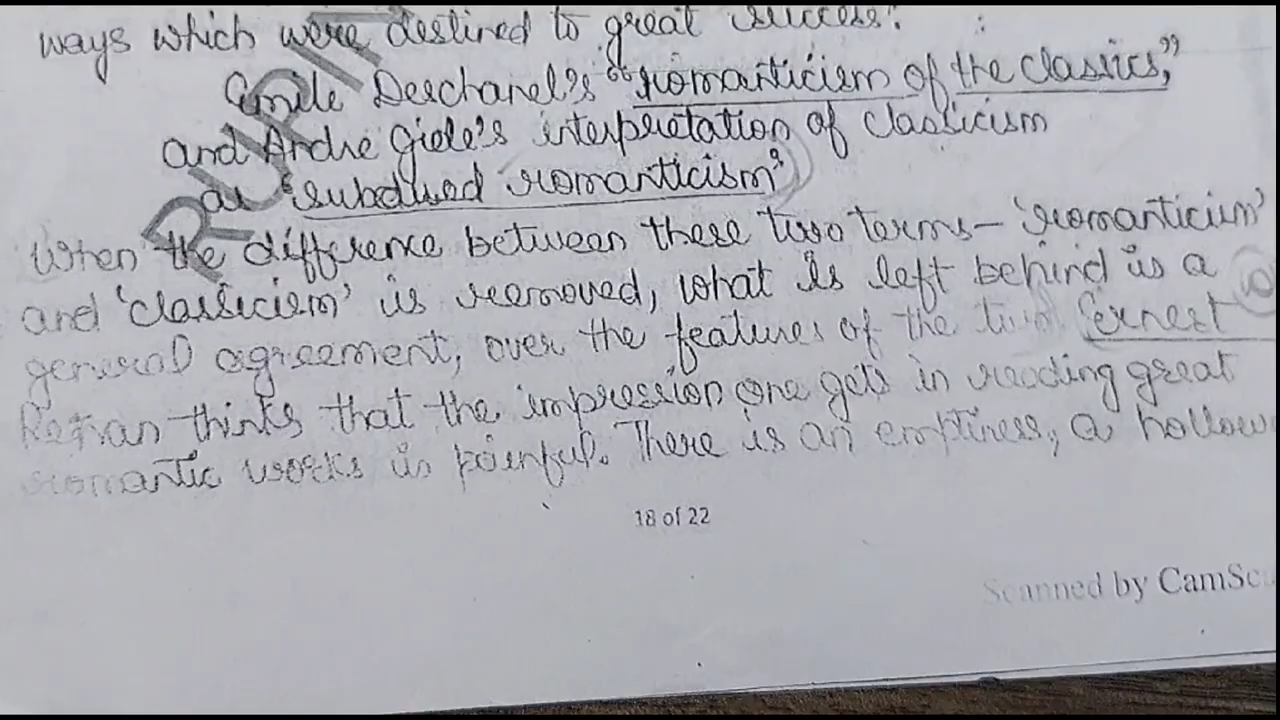 ways which were destined to great success.
Emile Deschanel's "romanticism of the classics,"
and Andre Giele's interpretation of classicism
as 'subdued romanticism'
When the difference between these two terms- 'romanticism'
and 'classicism' is removed, what is left behind is a
general agreement, over the features of the two Ernest
Renan thinks that the impression one gets in reading great
romantic works is painful. There is an emptiness, a hollow
18 of 22
Scanned by CamSca